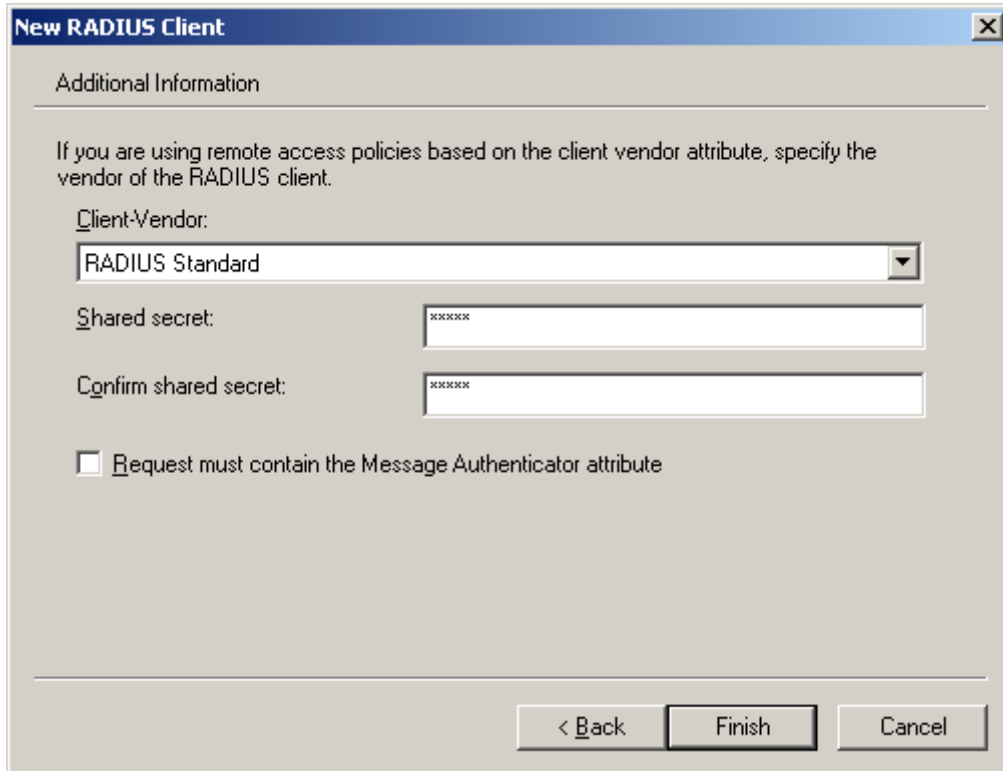 New RADIUS Client
Additional Information
If you are using remote access policies based on the client vendor attribute, specify the
vendor of the RADIUS client.
Client-Vendor:
RADIUS Standard
Shared secret:
*****
Confirm shared secret:
*****
Request must contain the Message Authenticator attribute
< Back
Finish
Cancel